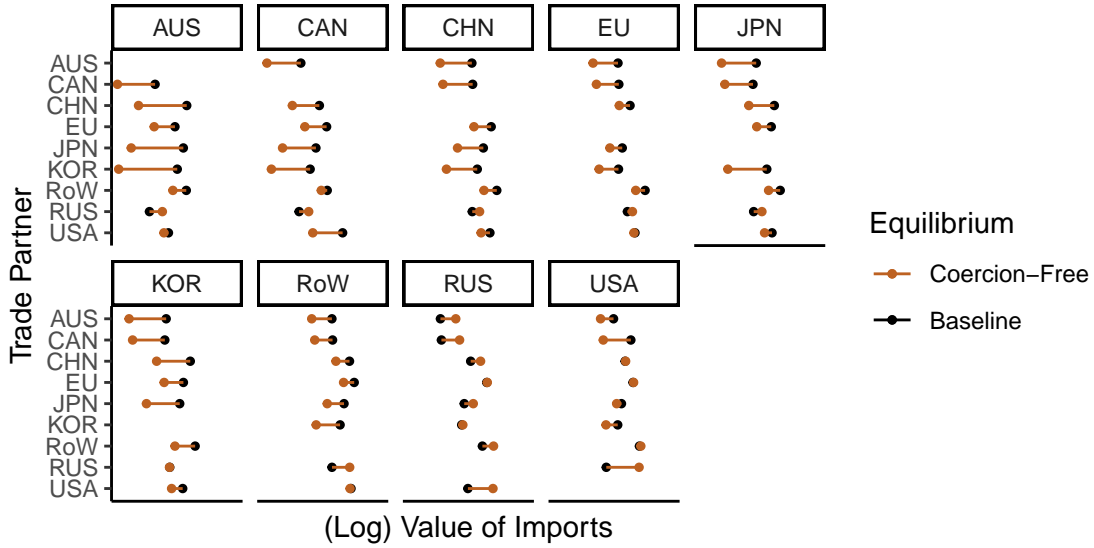 AUS CAN CHN EU JPN
AUS
CAN
CHN
EU
JPN
KOR
RoW
RUS
USA
KOR RoW RUS USA
AUS
CAN
CHN
EU
JPN
KOR
RoW
RUS
USA
Trade Partner
(Log) Value of Imports
Equilibrium
Coercion−Free
Baseline